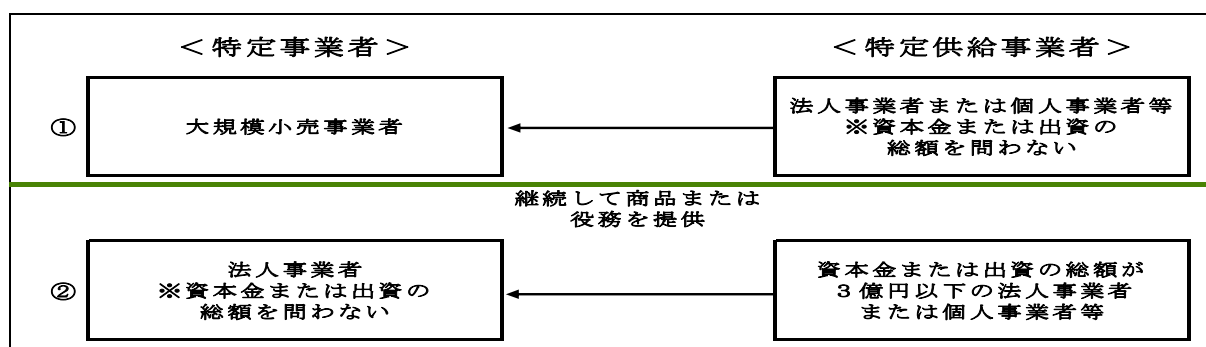 ＜特定事業者＞
＜特定供給事業者＞
①
大規模小売事業者
法人事業者または個人事業者等
※資本金または出資の
総額を問わない
継続して商品または
役務を提供
②
法人事業者
※資本金または出資の
総額を問わない
資本金または出資の総額が
３億円以下の法人事業者
または個人事業者等